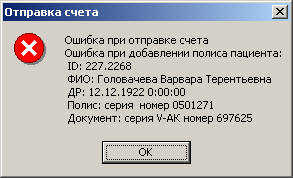 Отправка счета
Ошибка при отправке счета
Ошибка при добавлении полиса пациента:
ID: 227.2268
ФИО: Головачева Варвара Терентьевна
ДР: 12.12.1922 0:00:00
Полис: серия  номер 0501271
Документ: серия V-АК номер 697625
OK